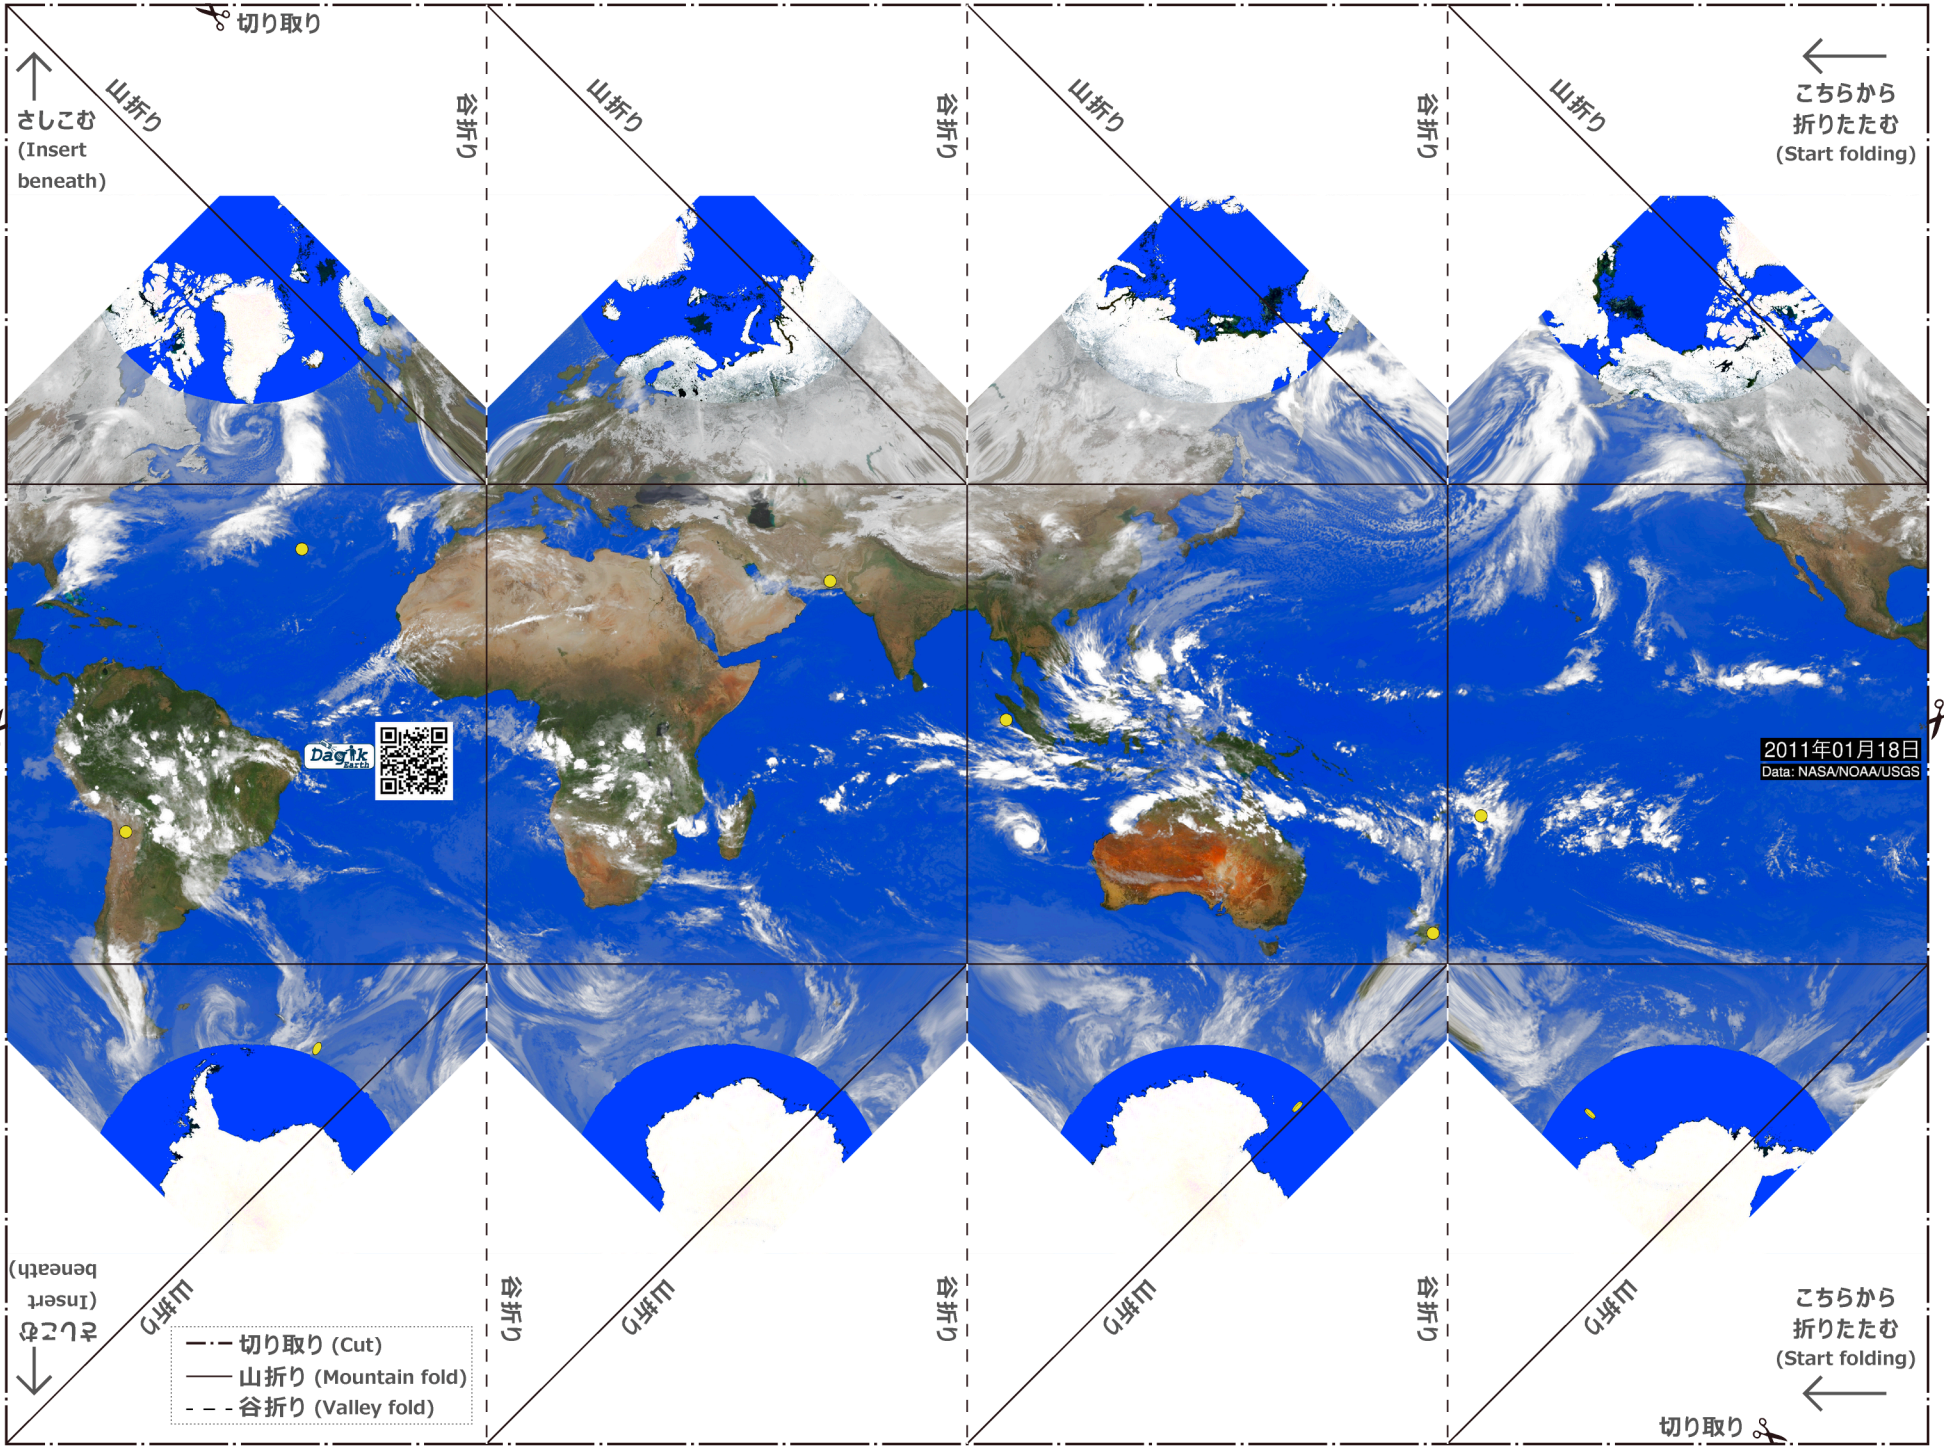 切り取り
山折り
谷折り
山折り
谷折り
山折り
谷折り
山折り
さしこむ
(Insert
beneath)
こちらから
折りたたむ
(Start folding)
Dagik
Earth
2011年01月18日
Data: NASA/NOAA/USGS
さしこむ
(Insert
beneath)
山折り
谷折り
山折り
谷折り
山折り
谷折り
山折り
こちらから
折りたたむ
(Start folding)
切り取り (Cut)
山折り (Mountain fold)
谷折り (Valley fold)
切り取り